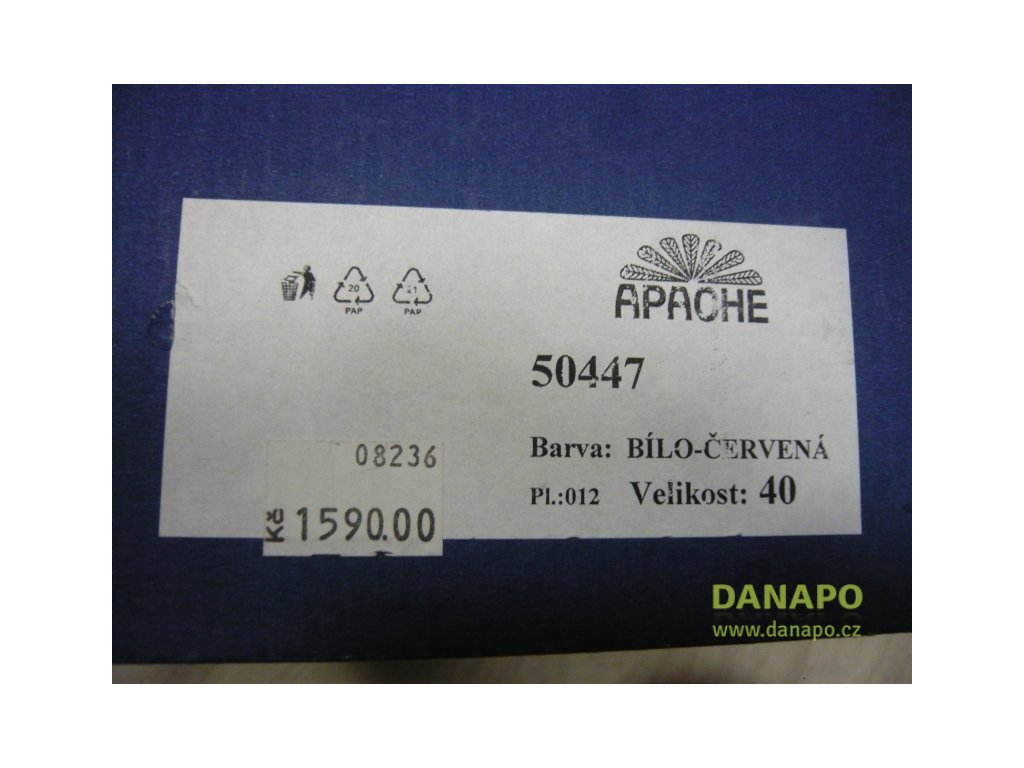 APACHE
20
PAP
21
PAP
50447
Barva: BÍLO-ČERVENÁ
Pl.:012 Velikost: 40
08236
Kč 1590.00
DANAPO
www.danapo.cz